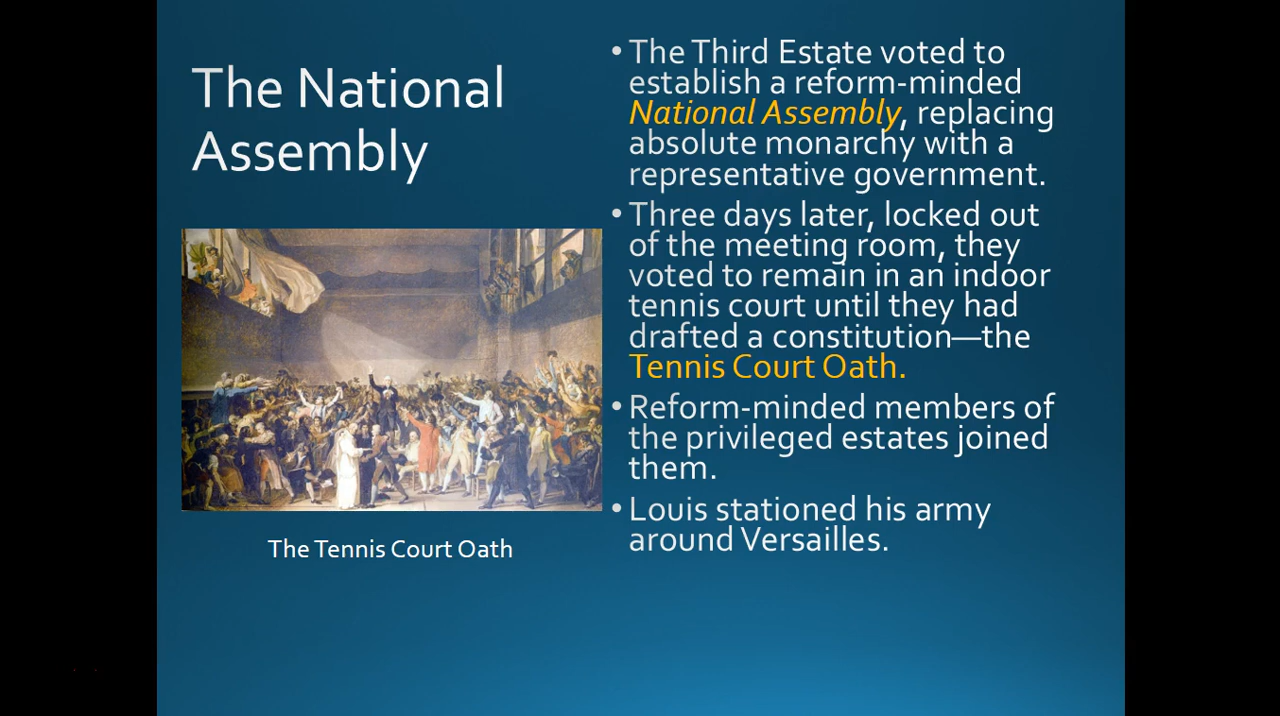 The National
Assembly
The Tennis Court Oath
• The Third Estate voted to
establish a reform-minded
National Assembly, replacing
absolute monarchy with a
representative government.
• Three days later, locked out
of the meeting room, they
voted to remain in an indoor
tennis court until they had
drafted a constitution—the
Tennis Court Oath.
• Reform-minded members of
the privileged estates joined
them.
• Louis stationed his army
around Versailles.